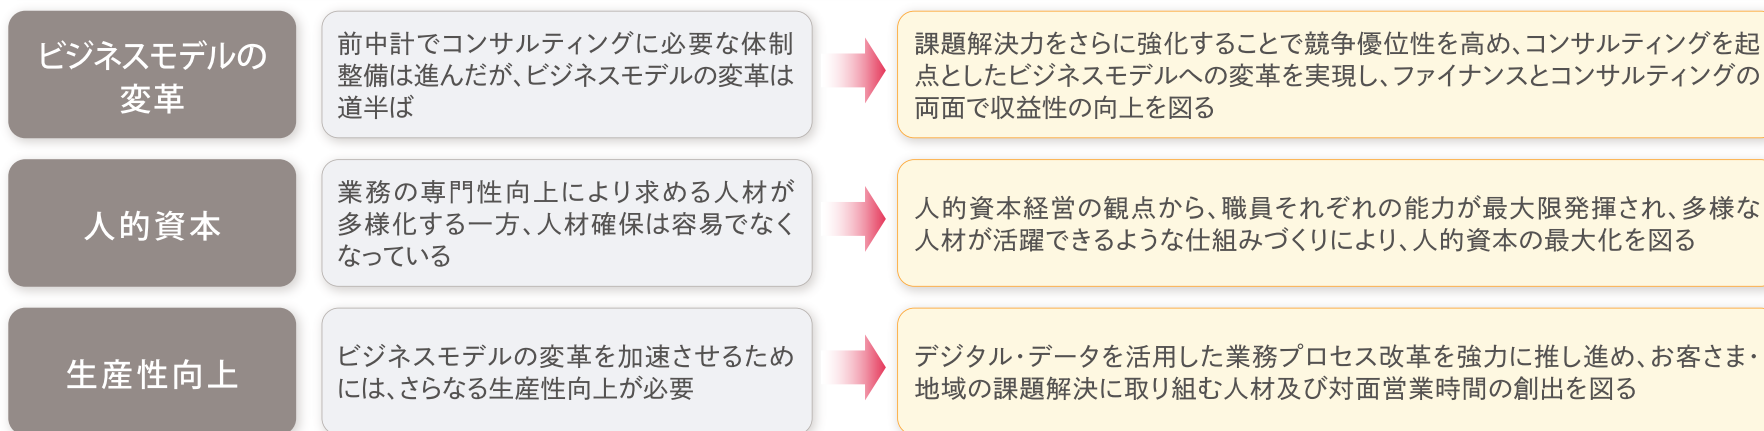 ビジネスモデルの
変革
前中計でコンサルティングに必要な体制
整備は進んだが、ビジネスモデルの変革は
道半ば
課題解決力をさらに強化することで競争優位性を高め、コンサルティングを起
点としたビジネスモデルへの変革を実現し、ファイナンスとコンサルティングの
両面で収益性の向上を図る
人的資本
業務の専門性向上により求める人材が
多様化する一方、人材確保は容易でなく
なっている
人的資本経営の観点から、職員それぞれの能力が最大限発揮され、多様な
人材が活躍できるような仕組みづくりにより、人的資本の最大化を図る
生産性向上
ビジネスモデルの変革を加速させるため
には、さらなる生産性向上が必要
デジタル・データを活用した業務プロセス改革を強力に推し進め、お客さま・
地域の課題解決に取り組む人材及び対面営業時間の創出を図る